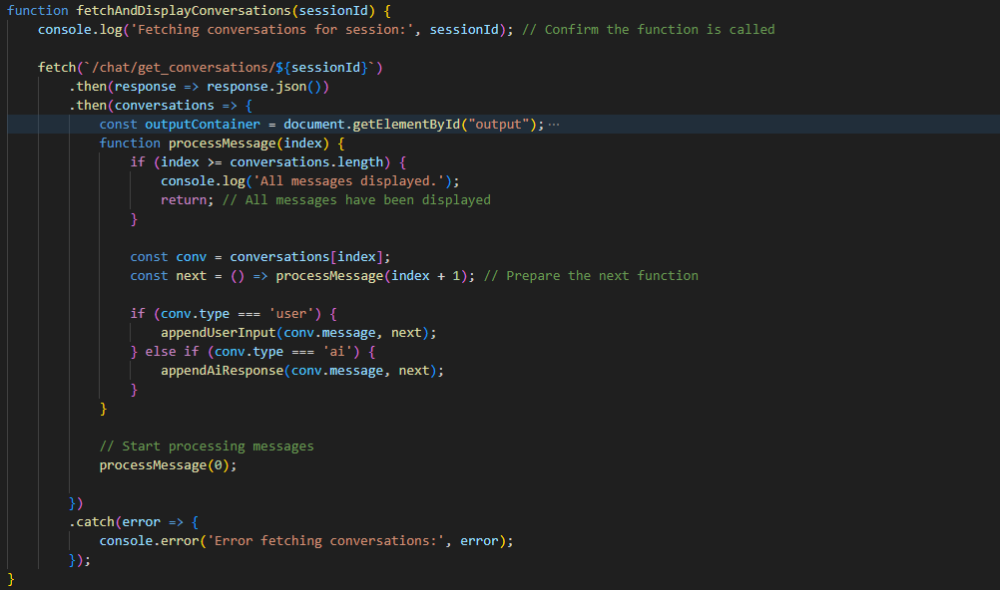 function fetchAndDisplayConversations(sessionId) {
    console.log('Fetching conversations for session:', sessionId); // Confirm the function is called
    fetch(`/chat/get_conversations/${sessionId}`)
        .then(response => response.json())
        .then(conversations => {
            const outputContainer = document.getElementById("output");···
            function processMessage(index) {
                if (index >= conversations.length) {
                    console.log('All messages displayed.');
                    return; // All messages have been displayed
                }
                const conv = conversations[index];
                const next = () => processMessage(index + 1); // Prepare the next function
                if (conv.type === 'user') {
                    appendUserInput(conv.message, next);
                } else if (conv.type === 'ai') {
                    appendAiResponse(conv.message, next);
                }
            }
            // Start processing messages
            processMessage(0);
        })
        .catch(error => {
            console.error('Error fetching conversations:', error);
        });
}